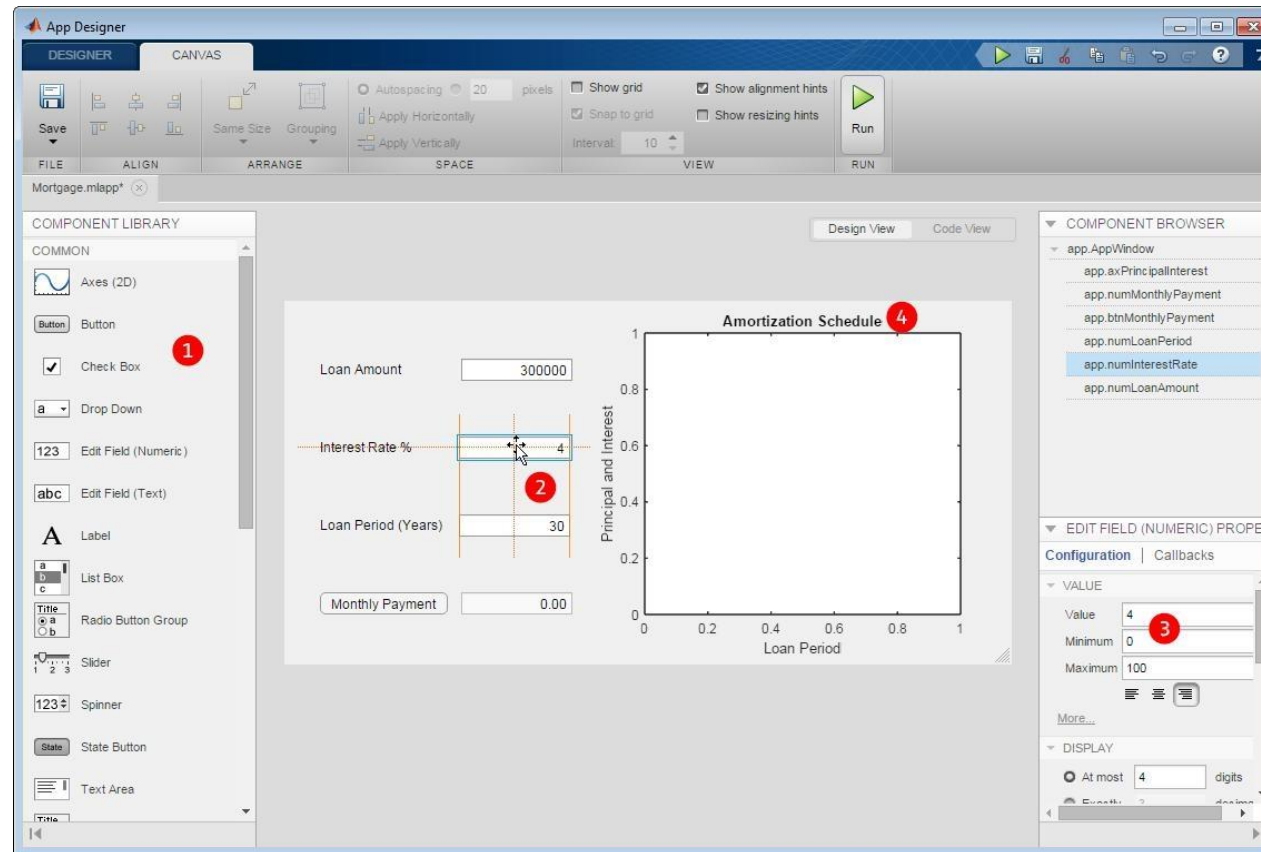 App Designer
DESIGNER CANVAS
Save
Same Size Grouping
Autospacing 20 pixels
Apply Horizontally
Apply Vertically
Show grid
Snap to grid
Interval: 10
Show alignment hints
Show resizing hints
Run
FILE ALIGN ARRANGE SPACE VIEW RUN
Mortgage.mlapp*
COMPONENT LIBRARY
COMMON
Axes (2D)
Button Button
Check Box
a Drop Down
123 Edit Field (Numeric)
abc Edit Field (Text)
A Label
a
b
c
List Box
Title
a
b
Radio Button Group
1 2 3
Slider
123 Spinner
State State Button
Text Area
Title
1
Design View Code View
Loan Amount 300000
Interest Rate % 4
2
Loan Period (Years) 30
Monthly Payment 0.00
Amortization Schedule 4
Principal and Interest
1
0.8
0.6
0.4
0.2
0
0 0.2 0.4 0.6 0.8 1
Loan Period
COMPONENT BROWSER
app.AppWindow
app.axPrincipalInterest
app.numMonthlyPayment
app.btnMonthlyPayment
app.numLoanPeriod
app.numInterestRate
app.numLoanAmount
EDIT FIELD (NUMERIC) PROPE
Configuration | Callbacks
VALUE
Value 4
3
Minimum 0
Maximum 100
More...
DISPLAY
At most 4 digits